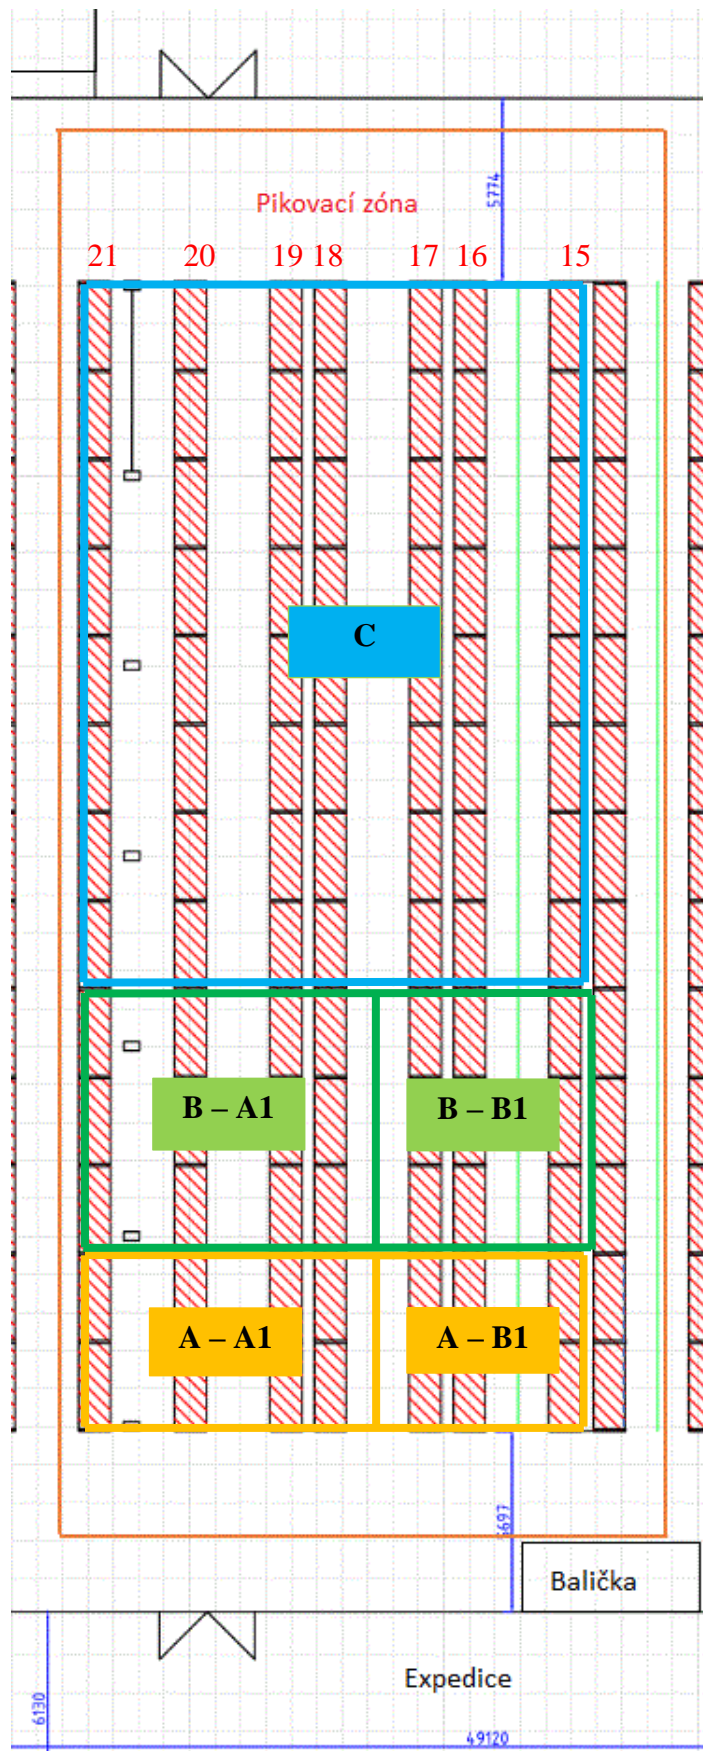 5774
Pikovací zóna
21 20 19 18 17 16 15
C
B – A1 B – B1
A – A1 A – B1
5697
Balička
Expedice
6130
49120